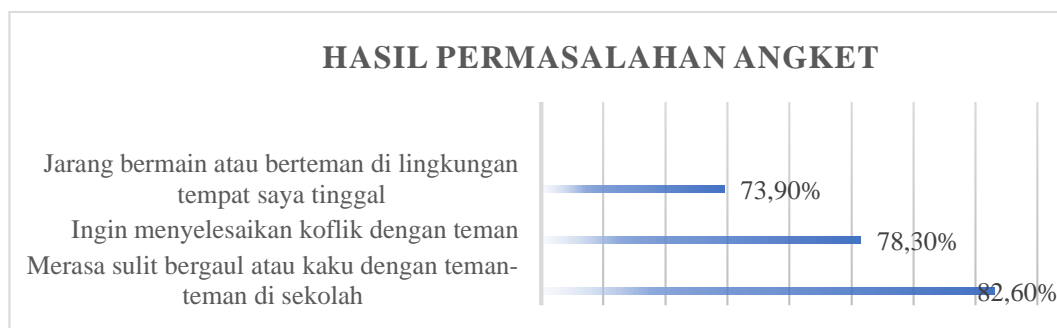 HASIL PERMASALAHAN ANGKET
Jarang bermain atau berteman di lingkungan
tempat saya tinggal
73,90%
Ingin menyelesaikan koflik dengan teman
78,30%
Merasa sulit bergaul atau kaku dengan teman-
teman di sekolah
82,60%